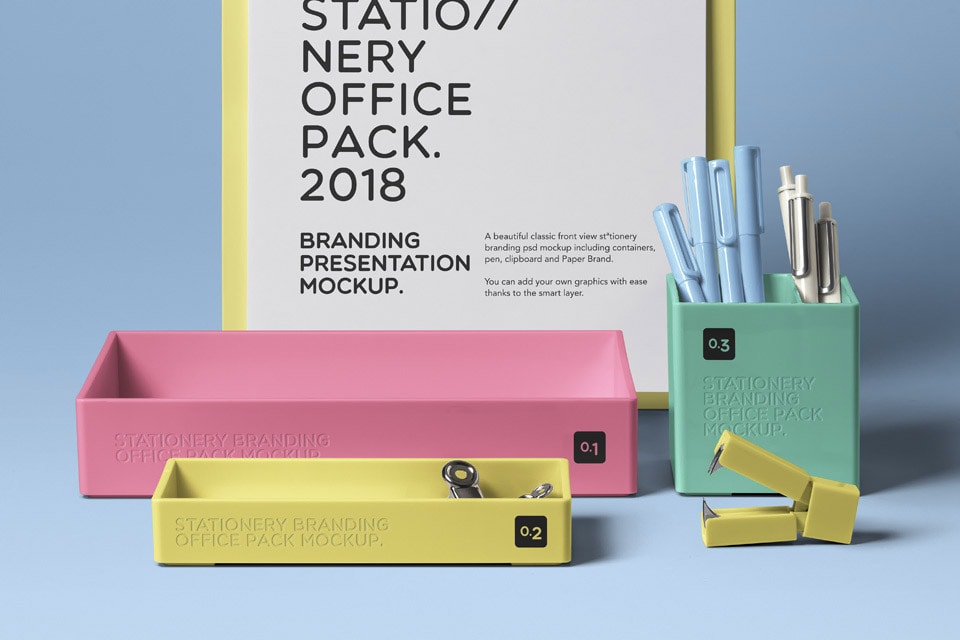 STATIO//
NERY
OFFICE
PACK.
2018
BRANDING
PRESENTATION
MOCKUP.
A beautiful classic front view st*tionery
branding psd mockup including containers,
pen, clipboard and Paper Brand.
You can add your own graphics with ease
thanks to the smart layer.
0.3
STATIONERY
BRANDING
OFFICE PACK
MOCKUP.
STATIONERY BRANDING
OFFICE PACK MOCKUP
0.1
STATIONERY BRANDING
OFFICE PACK MOCKUP.
0.2